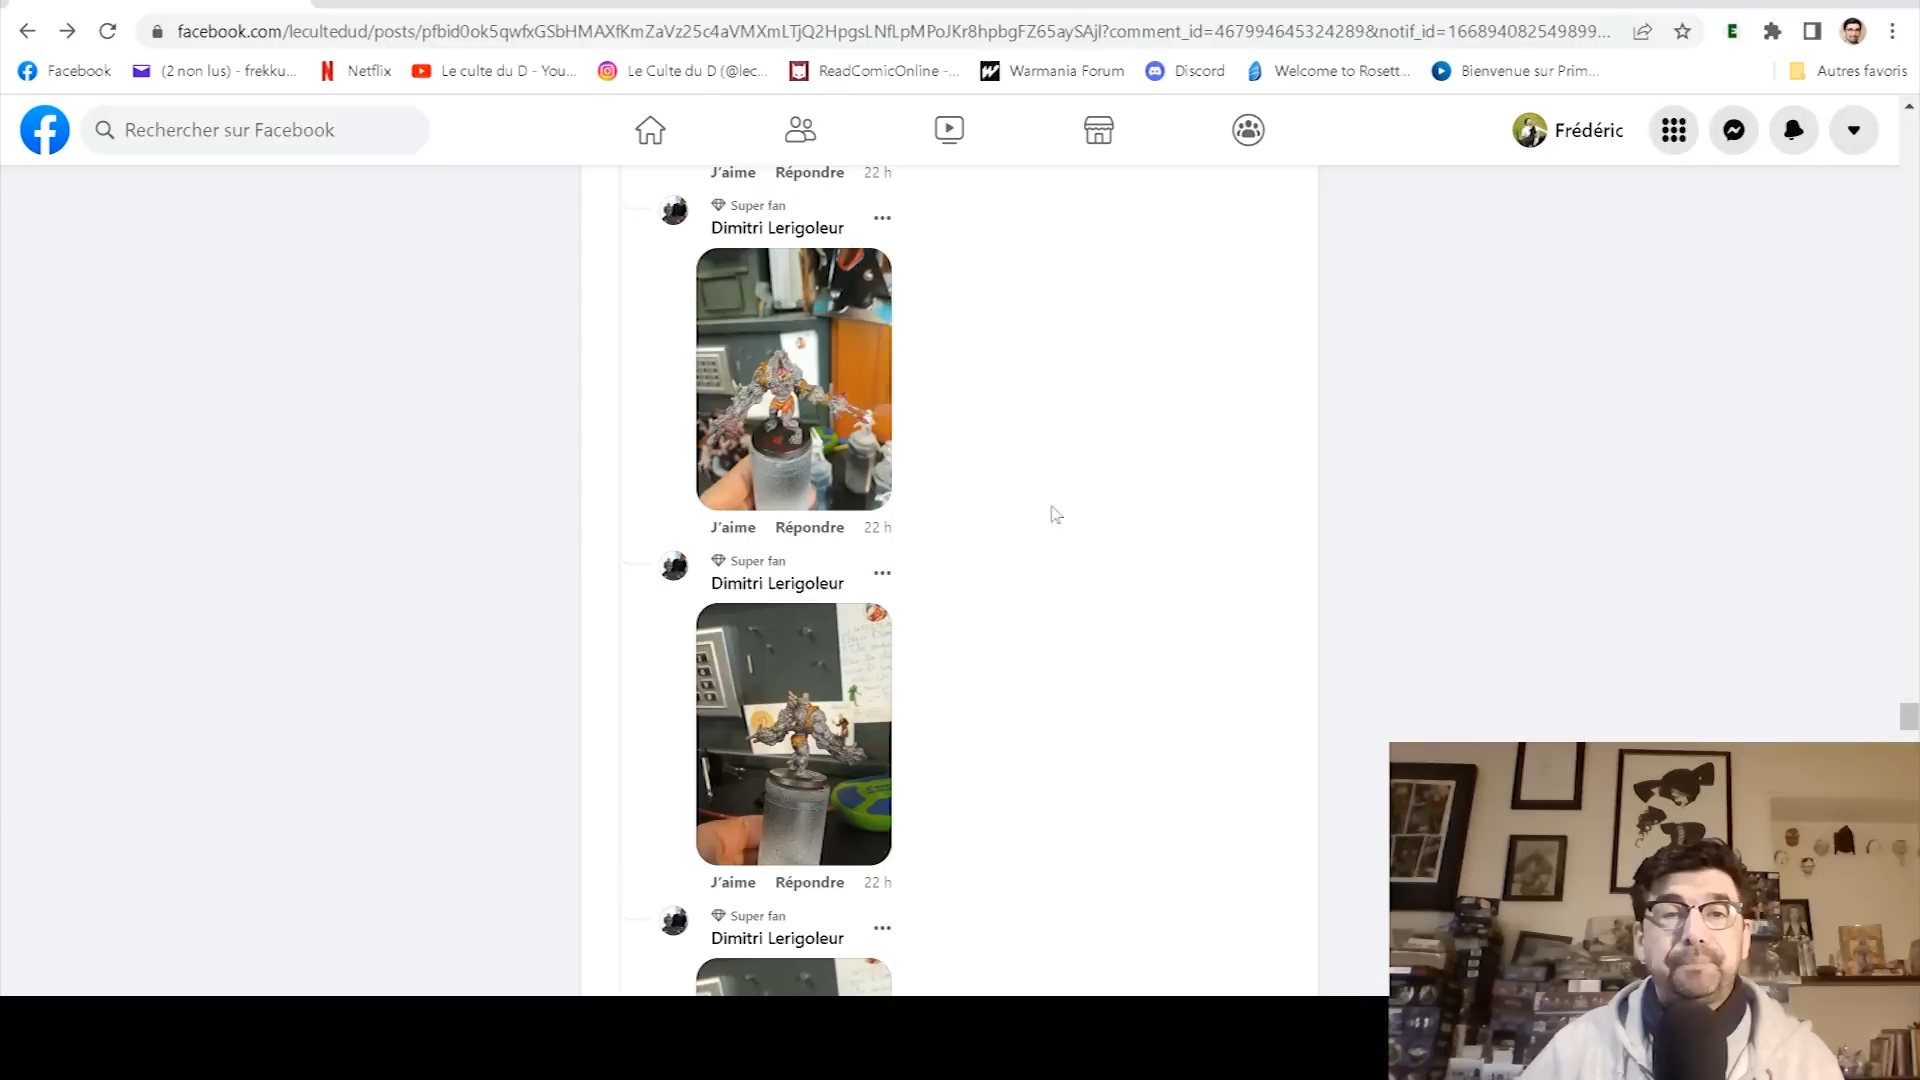 facebook.com/lecultedud/posts/pfbid0ok5qwfxGSbHMAXfKmZaVz25c4aVMXmLTjQ2HpgsLNfLpMPoJKr8hpbgFZ65aySAjl?comment_id=467994645324289&notif_id=166894082549899...
Facebook (2 non lus) - frekku... Netflix Le culte du D - You... Le Culte du D (@lec... ReadComicOnline -... Warmania Forum Discord Welcome to Rosett... Bienvenue sur Prim... Autres favoris
Rechercher sur Facebook Frédéric
J'aime Répondre 22 h
Super fan
Dimitri Lerigoleur
J'aime Répondre 22 h
Super fan
Dimitri Lerigoleur
J'aime Répondre 22 h
Super fan
Dimitri Lerigoleur